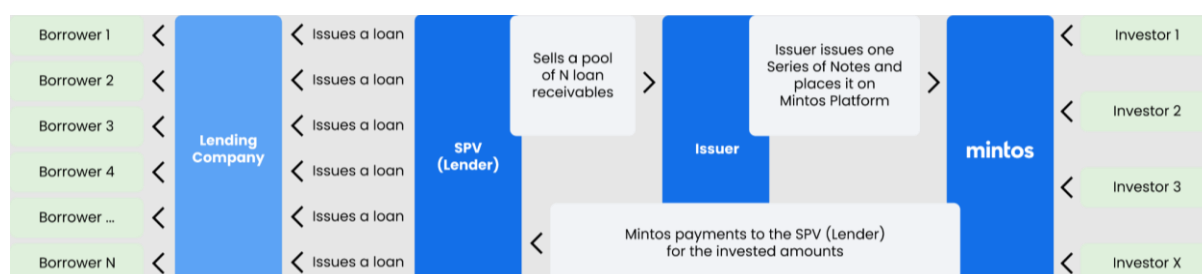 Borrower 1
Borrower 2
Borrower 3
Borrower 4
Borrower ...
Borrower N
Lending
Company
Issues a loan
Issues a loan
Issues a loan
Issues a loan
Issues a loan
Issues a loan
SPV
(Lender)
Sells a pool
of N loan
receivables
Issuer
Issuer issues one
Series of Notes and
places it on
Mintos Platform
Mintos payments to the SPV (Lender)
for the invested amounts
mintos
Investor 1
Investor 2
Investor 3
Investor X